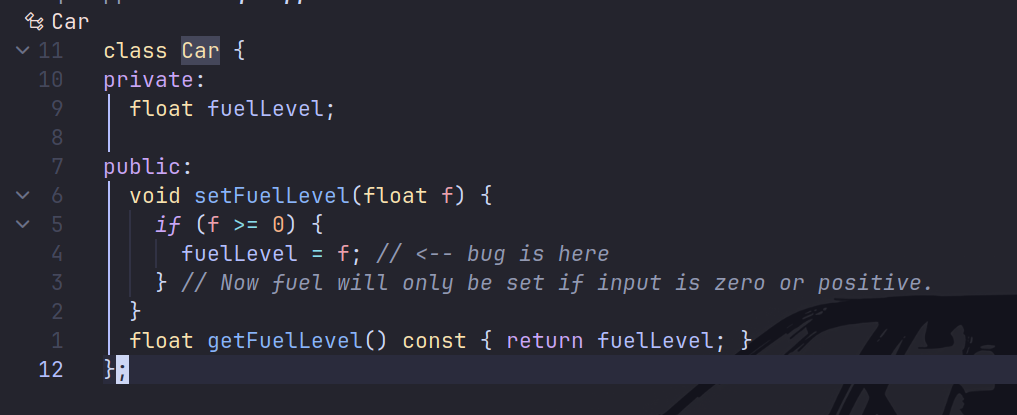 Car
11 class Car {
10 private:
9 float fuelLevel;
8
7 public:
6 void setFuelLevel(float f) {
5 if (f >= 0) {
4 fuelLevel = f; // <-- bug is here
3 } // Now fuel will only be set if input is zero or positive.
2 }
1 float getFuelLevel() const { return fuelLevel; }
12 };